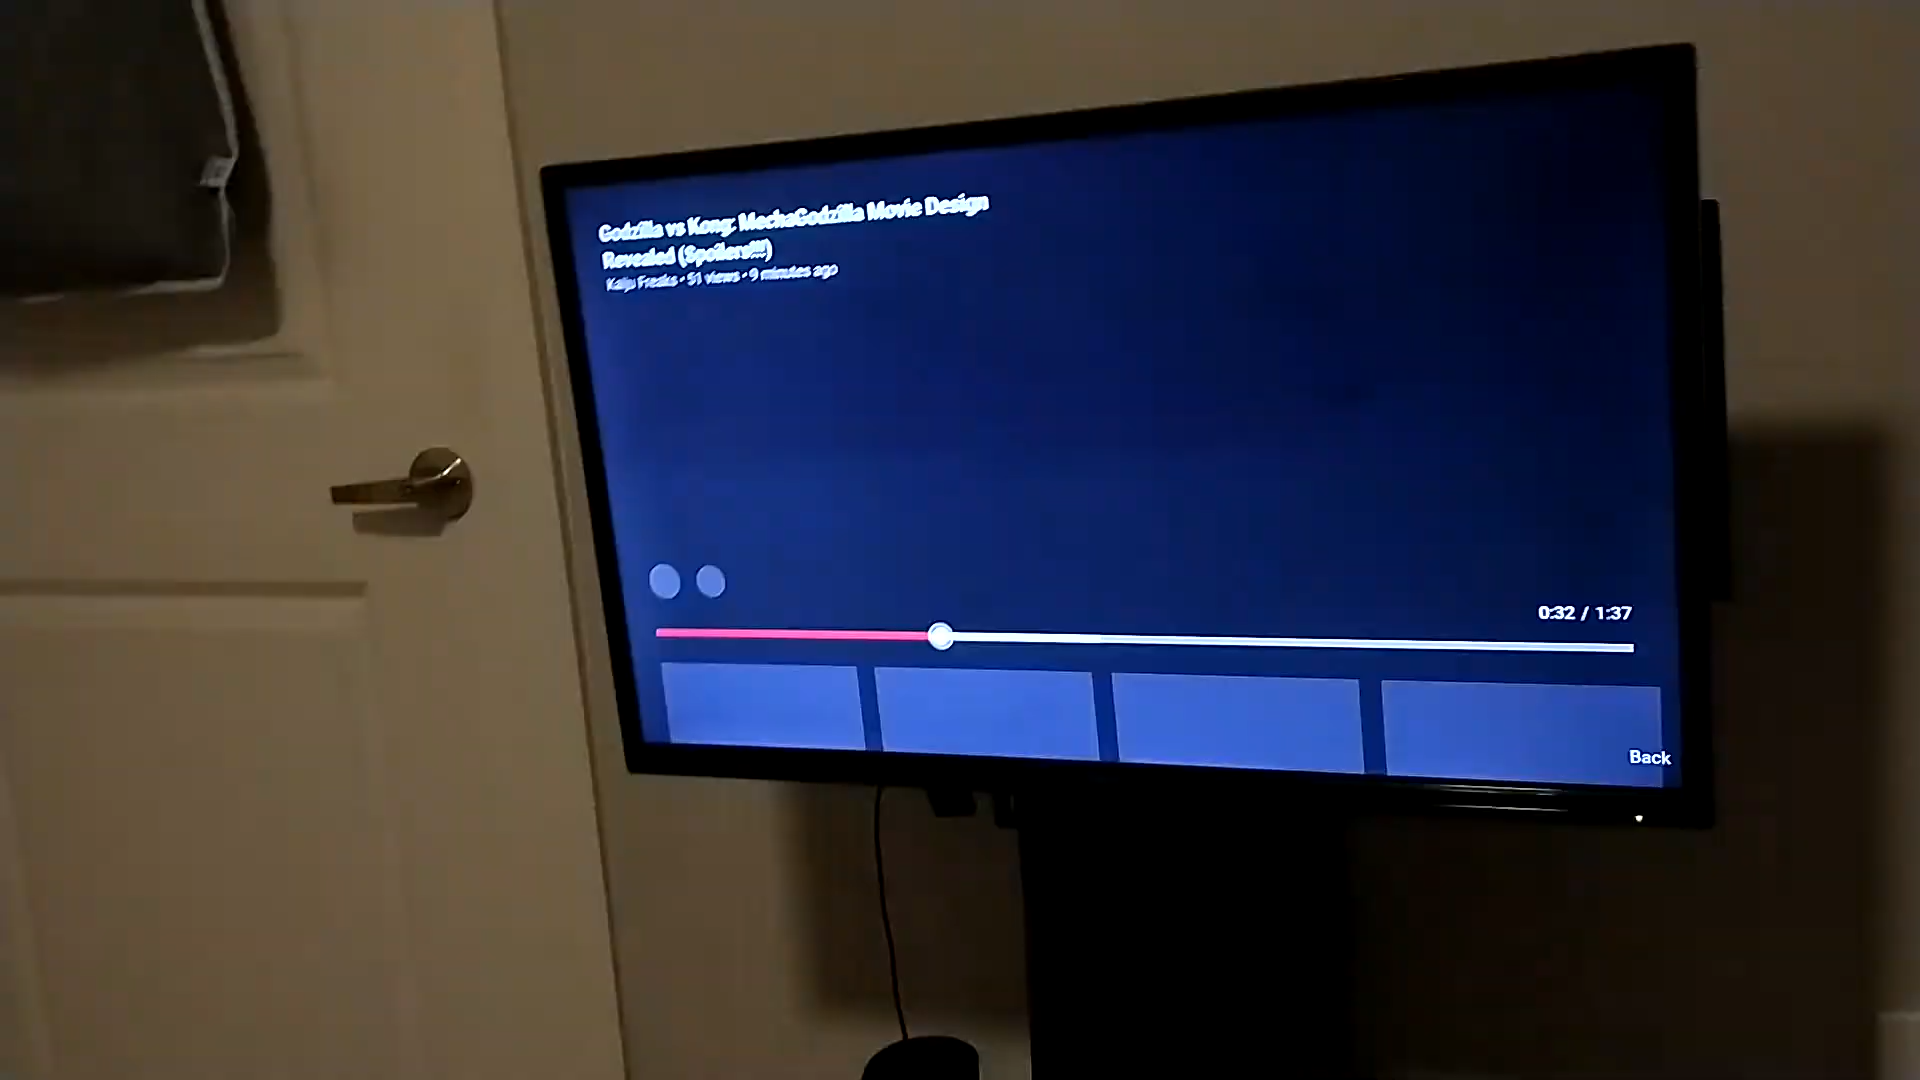 Godzilla vs Kong: MechaGodzilla Movie Design
Revealed (Spoilers!!!)
Kaiju Freaks • 51 views • 9 minutes ago
0:32 / 1:37
Back